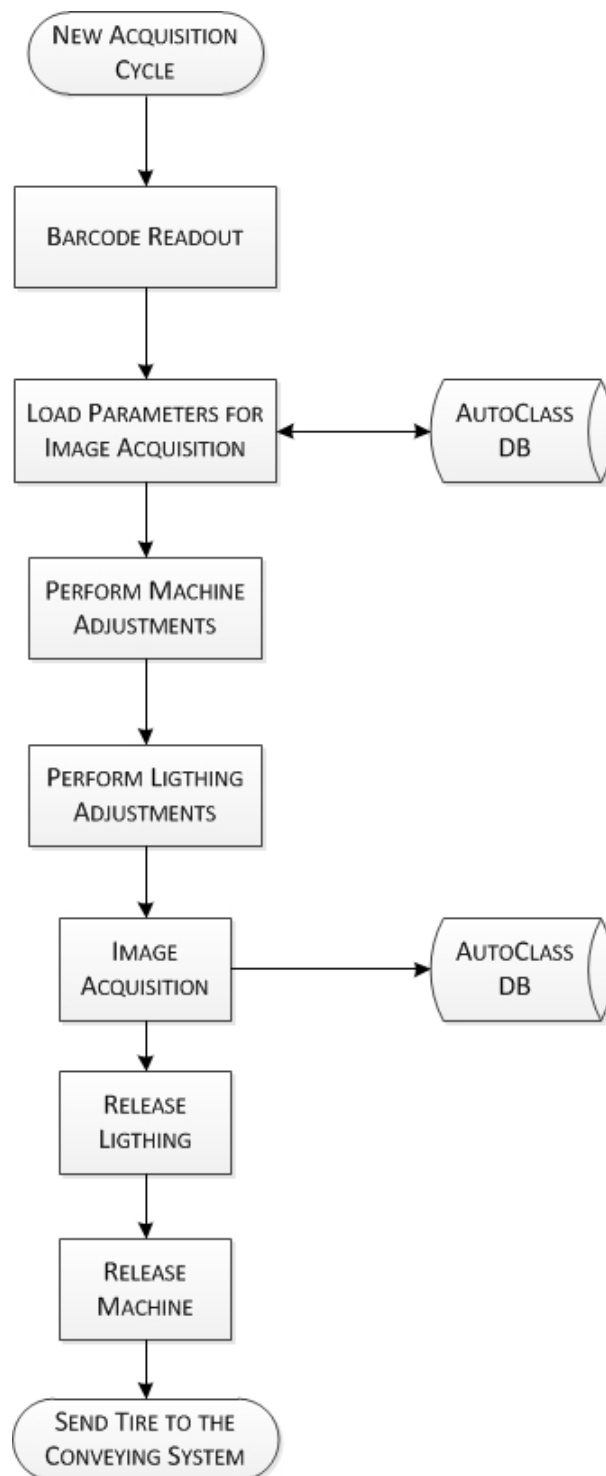 NEW ACQUISITION
CYCLE
BARCODE READOUT
LOAD PARAMETERS FOR
IMAGE ACQUISITION
AUTOCLASS
DB
PERFORM MACHINE
ADJUSTMENTS
PERFORM LIGTHING
ADJUSTMENTS
IMAGE
ACQUISITION
AUTOCLASS
DB
RELEASE
LIGTHING
RELEASE
MACHINE
SEND TIRE TO THE
CONVEYING SYSTEM